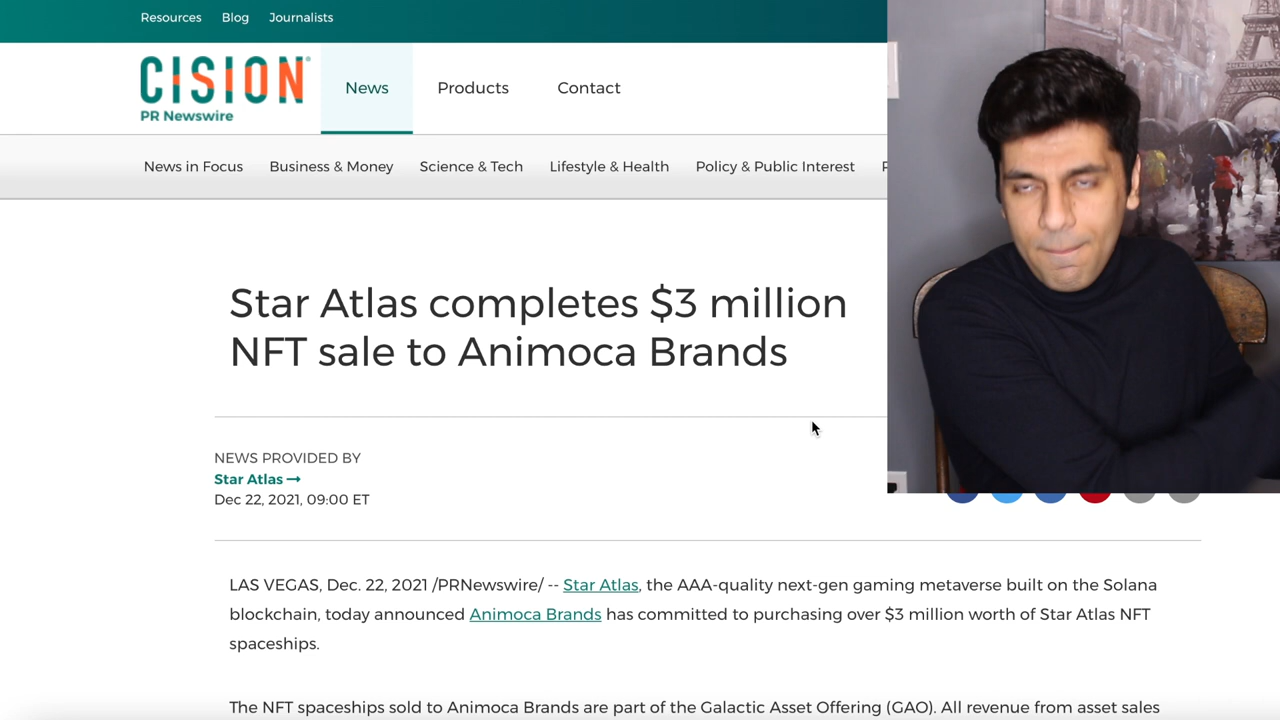 Resources Blog Journalists
CISION®
PR Newswire
News Products Contact
News in Focus Business & Money Science & Tech Lifestyle & Health Policy & Public Interest
Star Atlas completes $3 million
NFT sale to Animoca Brands
NEWS PROVIDED BY
Star Atlas →
Dec 22, 2021, 09:00 ET
LAS VEGAS, Dec. 22, 2021 /PRNewswire/ -- Star Atlas, the AAA-quality next-gen gaming metaverse built on the Solana
blockchain, today announced Animoca Brands has committed to purchasing over $3 million worth of Star Atlas NFT
spaceships.
The NFT spaceships sold to Animoca Brands are part of the Galactic Asset Offering (GAO). All revenue from asset sales